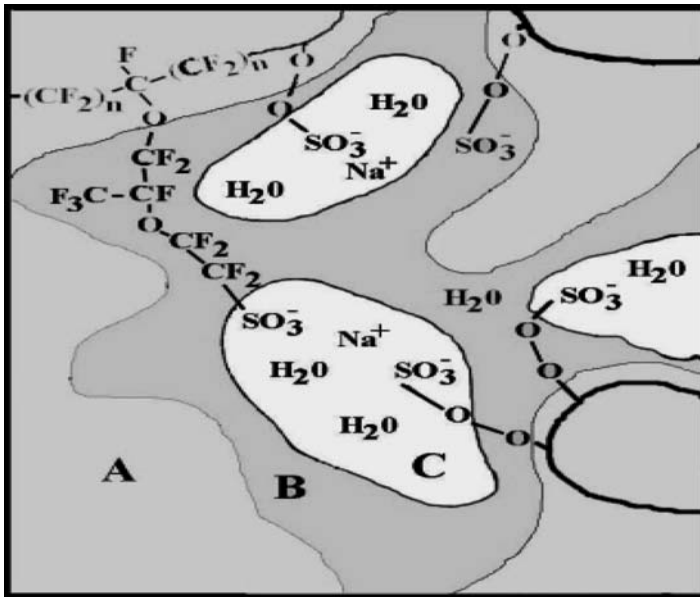 O
O
F
(CF2)n
C
(CF2)n
O
O
O
H20
O
SO3-
SO3-
CF2
Na+
F3C-CF
H20
O
CF2
CF2
H20
H20
SO3-
SO3-
Na+
O
H20
SO3-
O
H20
O
O
A
B
C